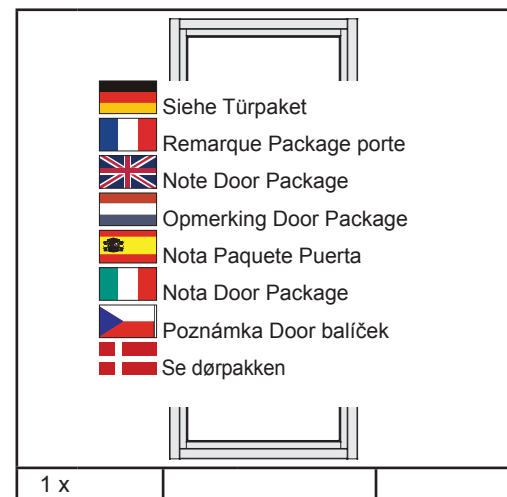 Siehe Türpaket
Remarque Package porte
Note Door Package
Opmerking Door Package
Nota Paquete Puerta
Nota Door Package
Poznámka Door balíček
Se dørpakken
1 x